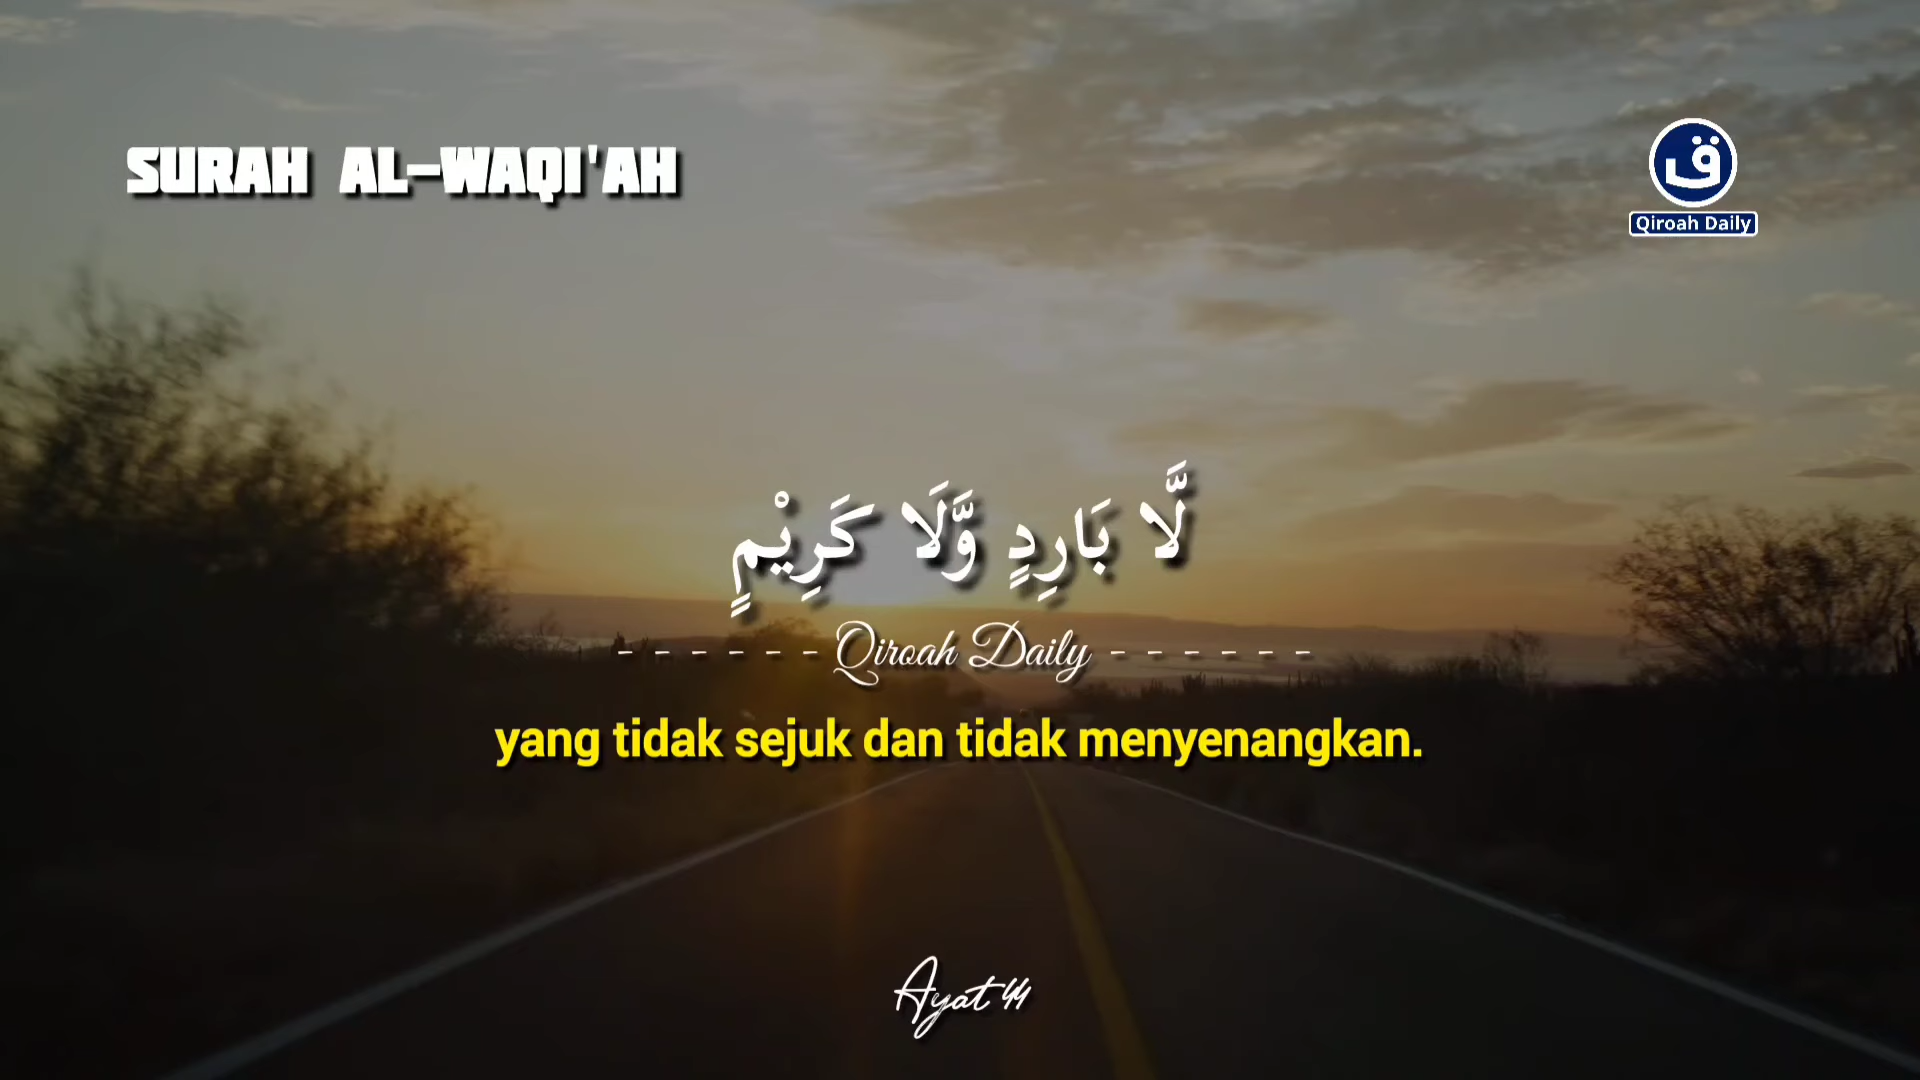 SURAH AL-WAQI'AH
ق
Qiroah Daily
لَّا بَارِدٍ وَّلَا كَرِيْمٍ
- - - - - - Qiroah Daily - - - - - -
yang tidak sejuk dan tidak menyenangkan.
Ayat 44